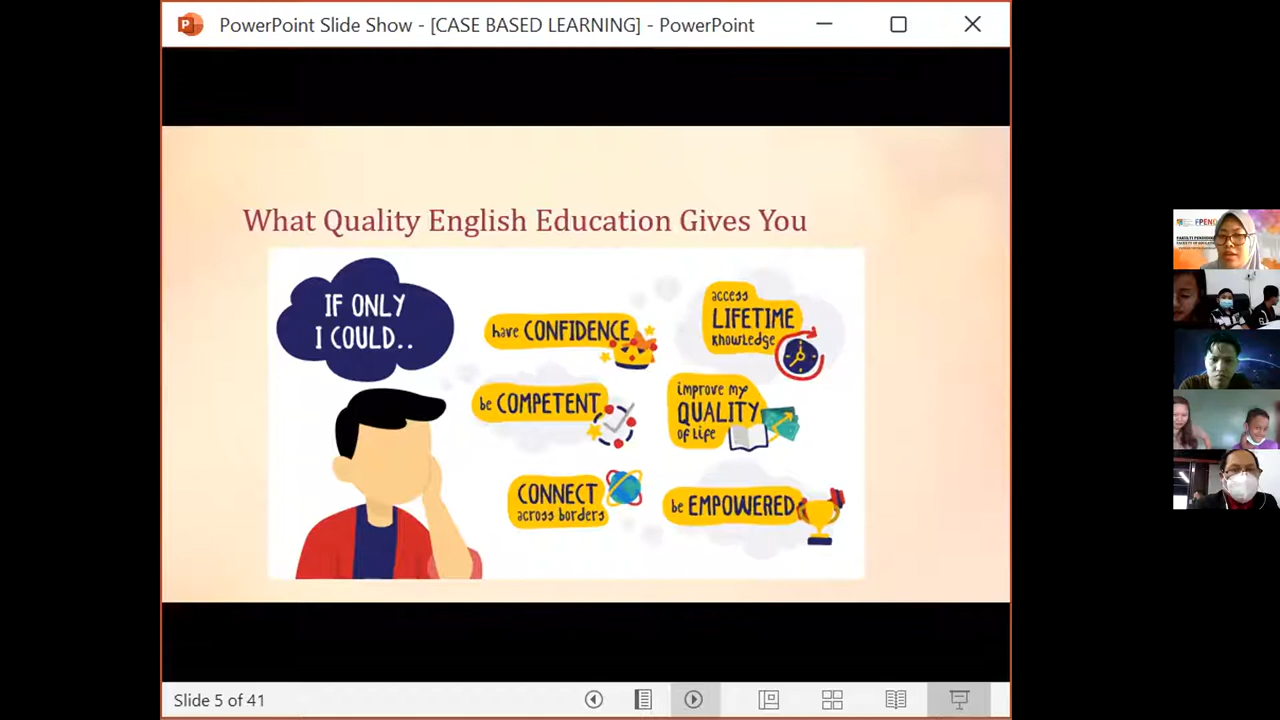 PowerPoint Slide Show - [CASE BASED LEARNING] - PowerPoint
What Quality English Education Gives You
IF ONLY
I COULD..
have CONFIDENCE
access
LIFETIME
knowledge
be COMPETENT
improve my
QUALITY
of life
CONNECT
across borders
be EMPOWERED
Slide 5 of 41